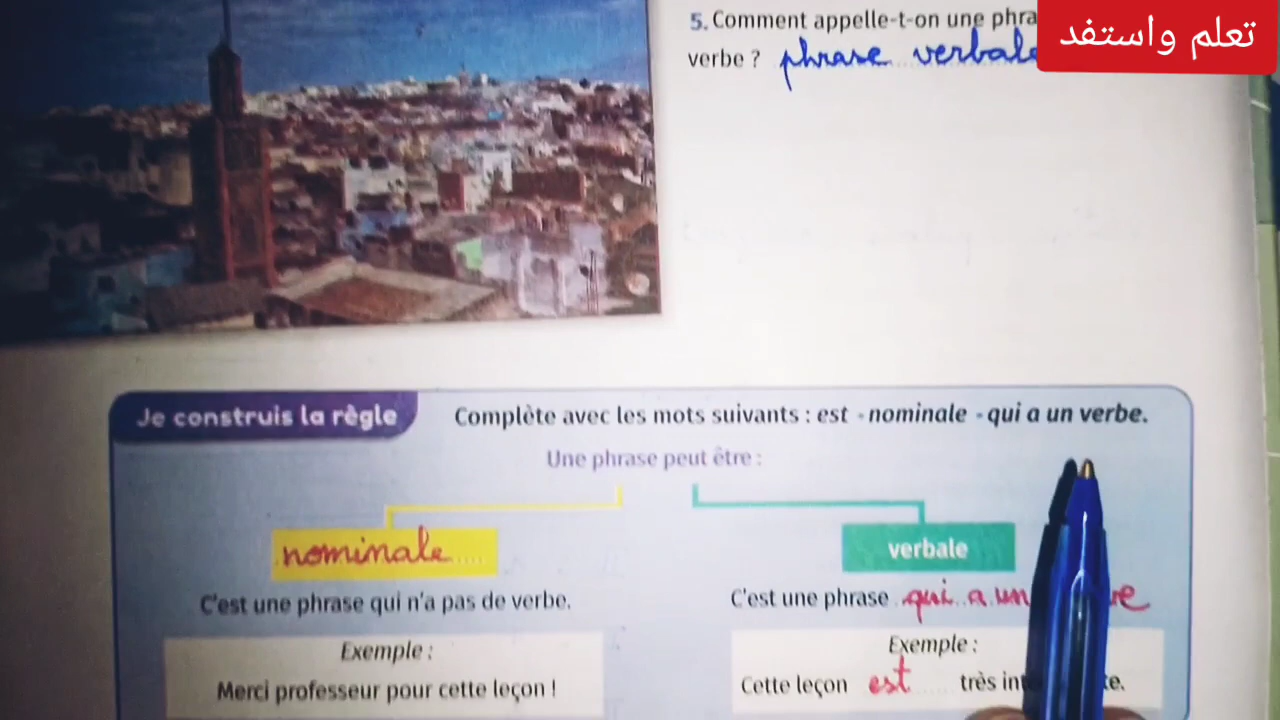 5. Comment appelle-t-on une
تعلم واستفد
verbe ? phrase verbale
Je construis la règle
Complète avec les mots suivants : est - nominale - qui a un verbe.
Une phrase peut être :
nominale
verbale
C'est une phrase qui n'a pas de verbe.
C'est une phrase qui a un
Exemple :
Exemple :
Merci professeur pour cette leçon !
Cette leçon est très